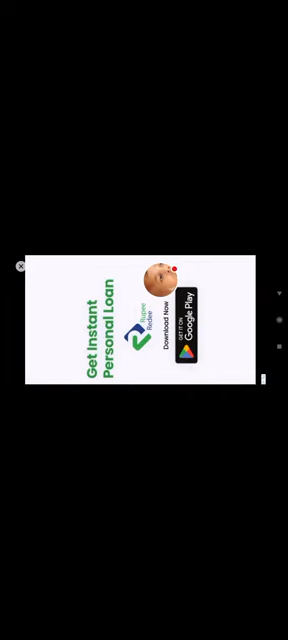 Get Instant
Personal Loan
Rupee
Redee
Download Now
GET IT ON
Google Play